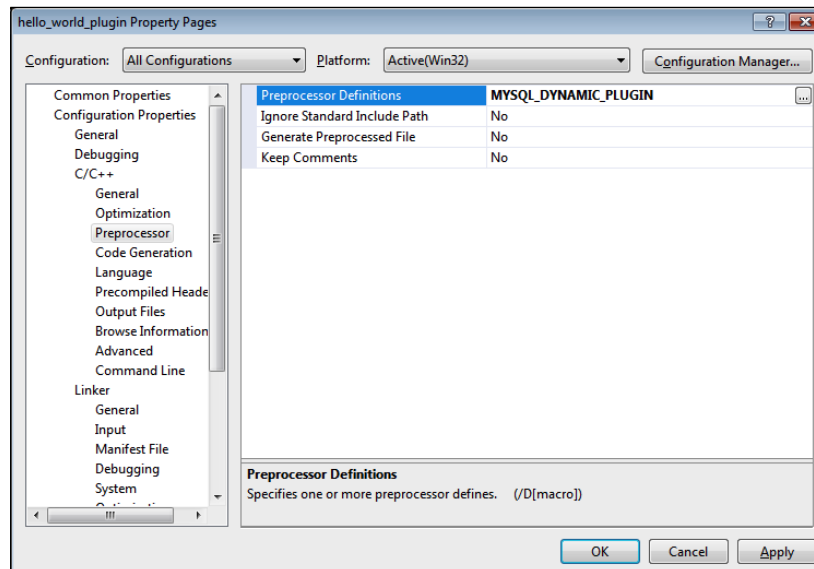 hello_world_plugin Property Pages
Configuration: All Configurations Platform: Active(Win32) Configuration Manager...
Common Properties
Configuration Properties
General
Debugging
C/C++
General
Optimization
Preprocessor
Code Generation
Language
Precompiled Heade
Output Files
Browse Information
Advanced
Command Line
Linker
General
Input
Manifest File
Debugging
System
Preprocessor Definitions MYSQL_DYNAMIC_PLUGIN ...
Ignore Standard Include Path No
Generate Preprocessed File No
Keep Comments No
Preprocessor Definitions
Specifies one or more preprocessor defines. (/D[macro])
OK Cancel Apply